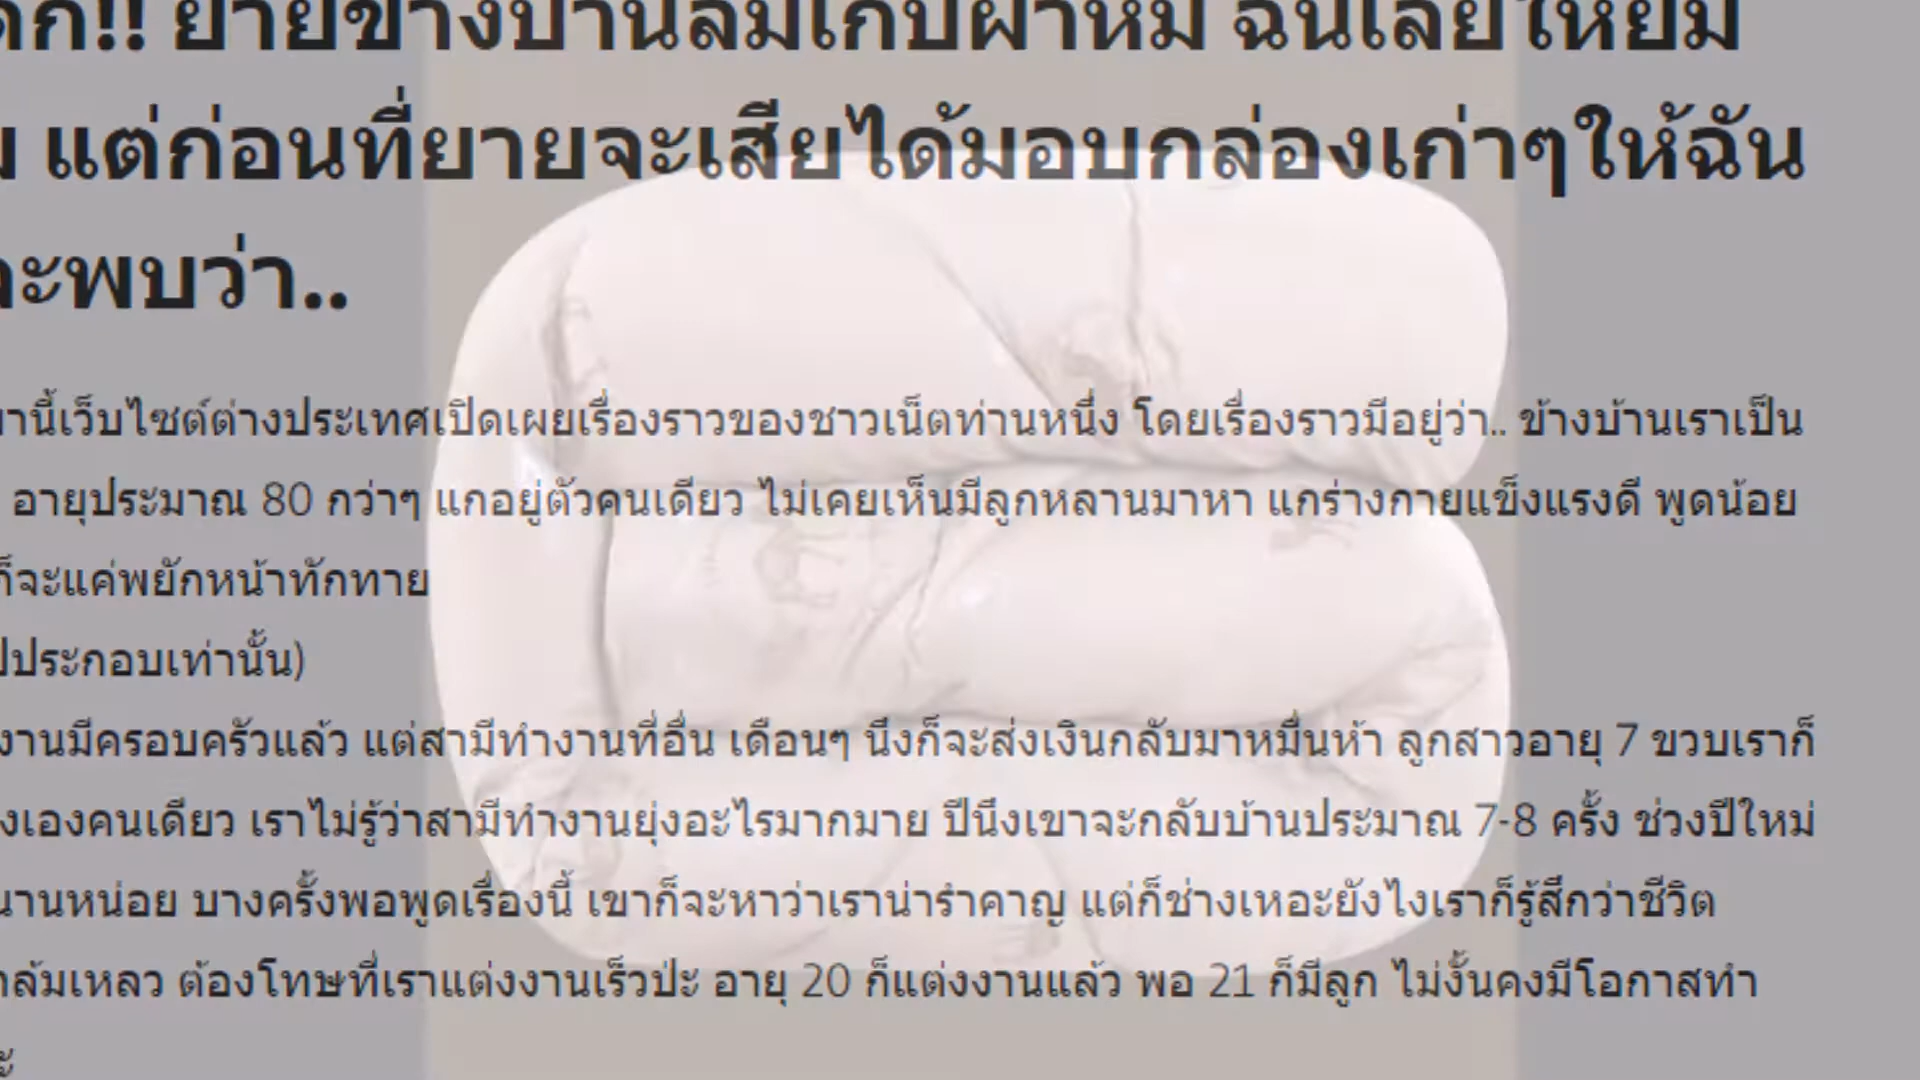 ยายข้างบ้านลืมเก็บผ้าห่ม ฉันเลยให้ยืม
แต่ก่อนที่ยายจะเสียได้มอบกล่องเก่าๆให้ฉัน
พบว่า..
เว็บไซต์ต่างประเทศเปิดเผยเรื่องราวของชาวเน็ตท่านหนึ่ง โดยเรื่องราวมีอยู่ว่า.. ข้างบ้านเราเป็น
อายุประมาณ 80 กว่าๆ แกอยู่ตัวคนเดียว ไม่เคยเห็นมีลูกหลานมาหา แกร่างกายแข็งแรงดี พูดน้อย
ก็จะแค่พยักหน้าทักทาย
ประกอบเท่านั้น)
งานมีครอบครัวแล้ว แต่สามีทำงานที่อื่น เดือนๆ นึงก็จะส่งเงินกลับมาหมื่นห้า ลูกสาวอายุ 7 ขวบเราก็
เองคนเดียว เราไม่รู้ว่าสามีทำงานยุ่งอะไรมากมาย ปีนึงเขาจะกลับบ้านประมาณ 7-8 ครั้ง ช่วงปีใหม่
นานหน่อย บางครั้งพอพูดเรื่องนี้ เขาก็จะหาว่าเราน่ารำคาญ แต่ก็ช่างเหอะยังไงเราก็รู้สึกว่าชีวิต
ล้มเหลว ต้องโทษที่เราแต่งงานเร็วป่ะ อายุ 20 ก็แต่งงานแล้ว พอ 21 ก็มีลูก ไม่งั้นคงมีโอกาสทำ